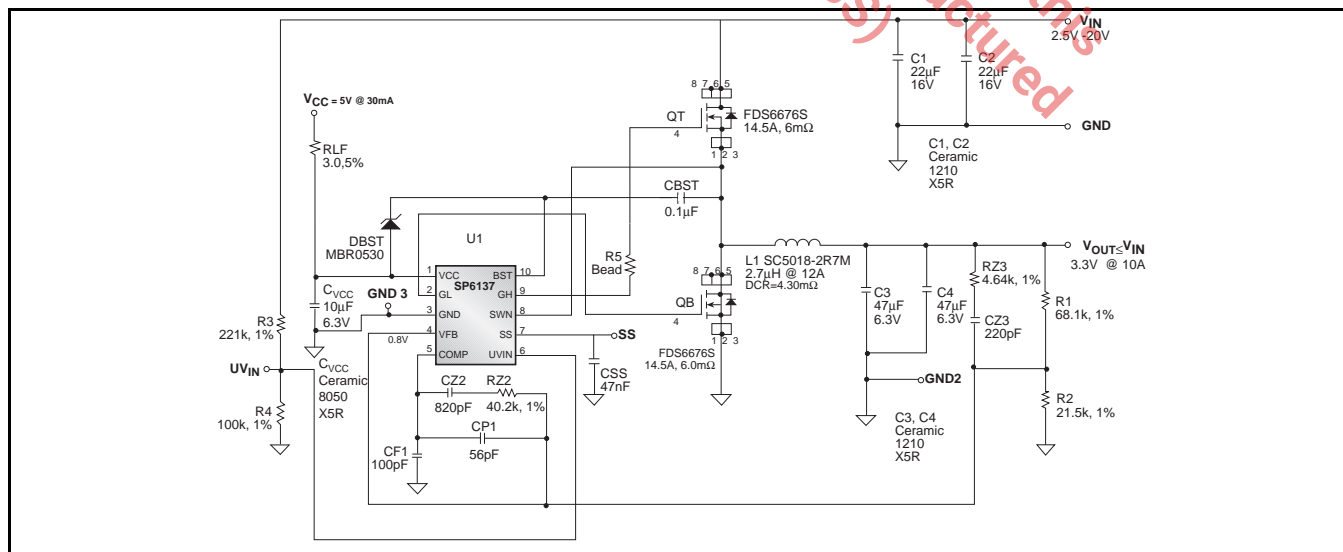 this
S)
actured
VIN
2.5V -20V
C1
22µF
16V
C2
22µF
16V
GND
C1, C2
Ceramic
1210
X5R
8 7 6 5
QT
4
FDS6676S
14.5A, 6mΩ
1 2 3
VCC = 5V @ 30mA
RLF
3.0,5%
CBST
0.1µF
DBST
MBR0530
U1
R5
Bead
L1 SC5018-2R7M
2.7µH @ 12A
DCR=4.30mΩ
VOUT≤VIN
3.3V @ 10A
1 VCC BST 10
SP6137
2 GL GH 9
3 GND SWN 8
4 VFB SS 7
5 COMP UVIN 6
0.8V
GND 3
CVCC
10µF
6.3V
R3
221k, 1%
UVIN
CVCC
Ceramic
8050
X5R
R4
100k, 1%
8 7 6 5
QB
4
1 2 3
FDS6676S
14.5A, 6.0mΩ
SS
CSS
47nF
C3
47µF
6.3V
C4
47µF
6.3V
RZ3
4.64k, 1%
CZ3
220pF
R1
68.1k, 1%
R2
21.5k, 1%
GND2
C3, C4
Ceramic
1210
X5R
CZ2
820pF
RZ2
40.2k, 1%
CP1
56pF
CF1
100pF